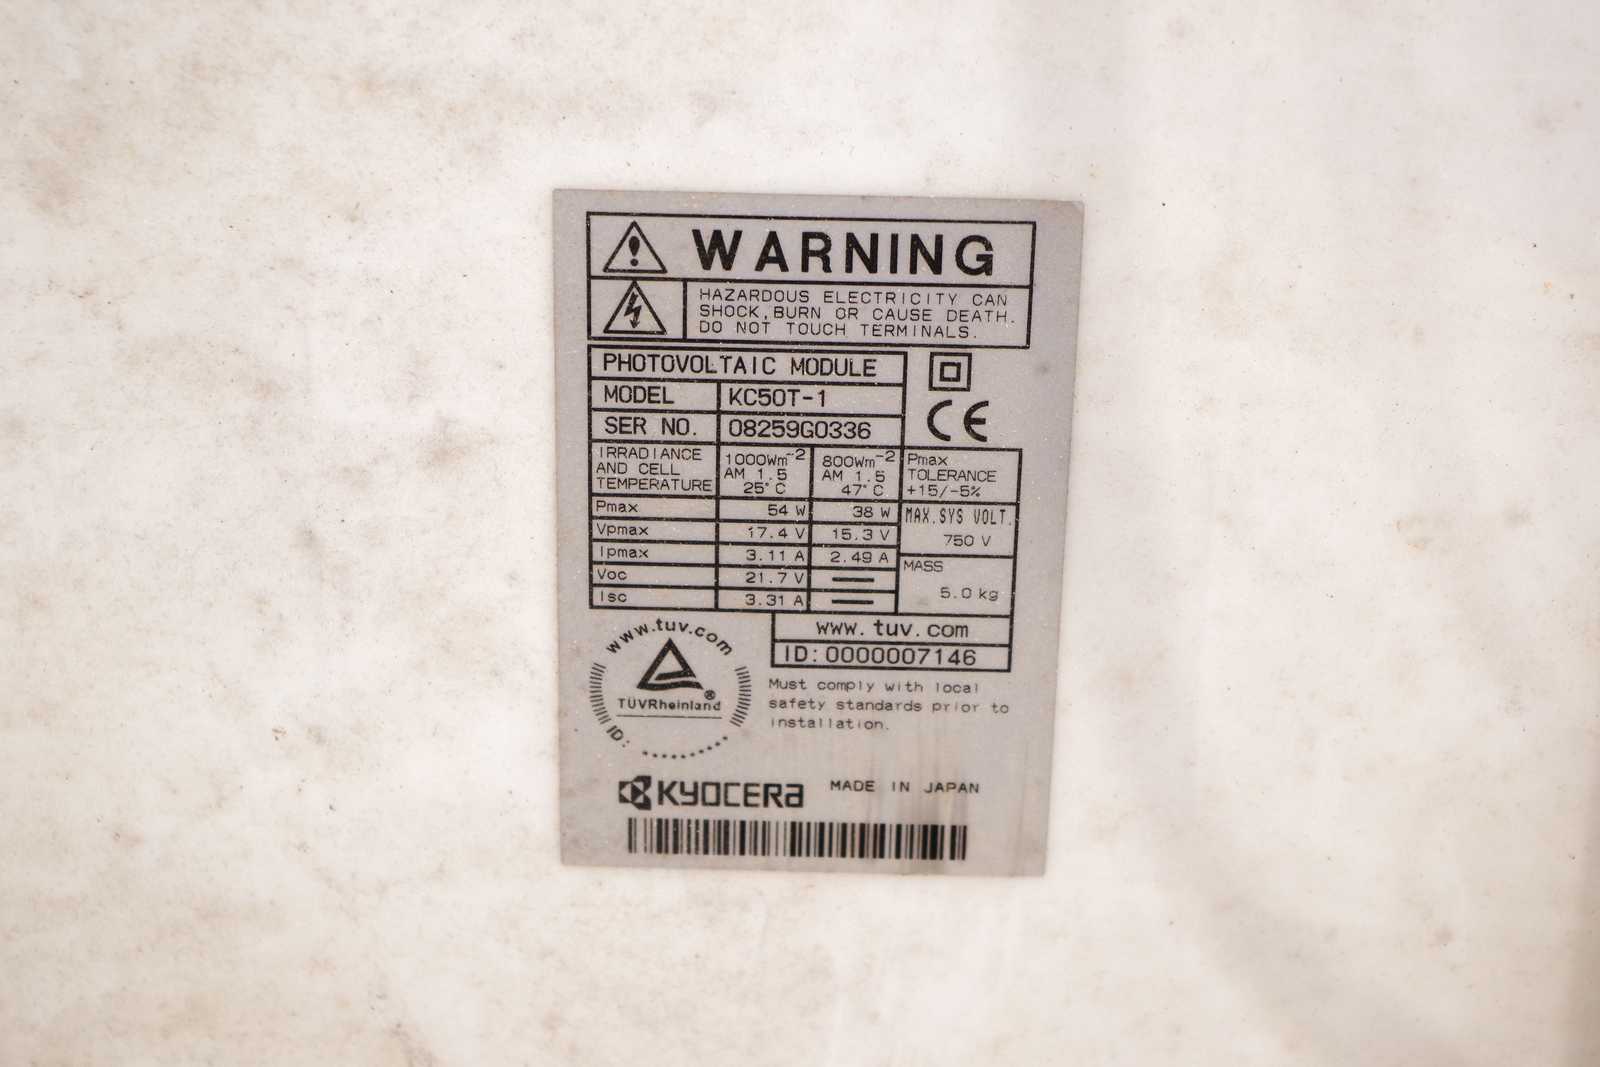 WARNING
HAZARDOUS ELECTRICITY CAN
SHOCK, BURN OR CAUSE DEATH.
DO NOT TOUCH TERMINALS.
PHOTOVOLTAIC MODULE
MODEL KC50T-1
SER NO. 08259G0336
CE
IRRADIANCE AND CELL TEMPERATURE 1000Wm⁻² AM 1.5 25°C 800Wm⁻² AM 1.5 47°C
Pmax TOLERANCE +15/-5%
Pmax 54 W 38 W
Vpmax 17.4 V 15.3 V
Ipmax 3.11 A 2.49 A
Voc 21.7 V —
Isc 3.31 A —
MAX.SYS VOLT.
750 V
MASS
5.0 kg
www.tuv.com
ID:0000007146
www.tuv.com
TÜVRheinland®
ID:
Must comply with local
safety standards prior to
installation.
KYOCERA MADE IN JAPAN